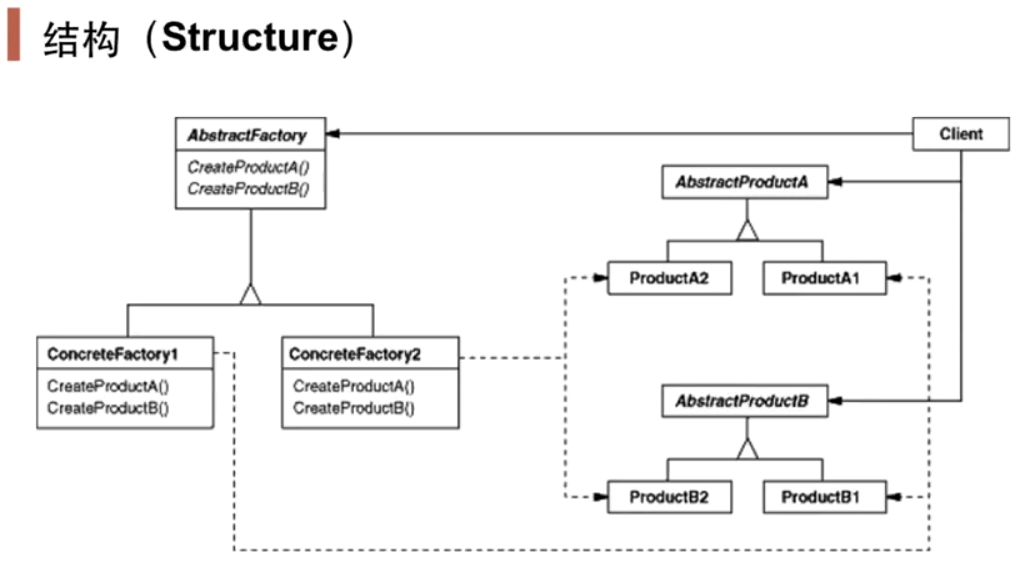 结构（Structure）
AbstractFactory
CreateProductA()
CreateProductB()
Client
AbstractProductA
ProductA2
ProductA1
ConcreteFactory1
CreateProductA()
CreateProductB()
ConcreteFactory2
CreateProductA()
CreateProductB()
AbstractProductB
ProductB2
ProductB1